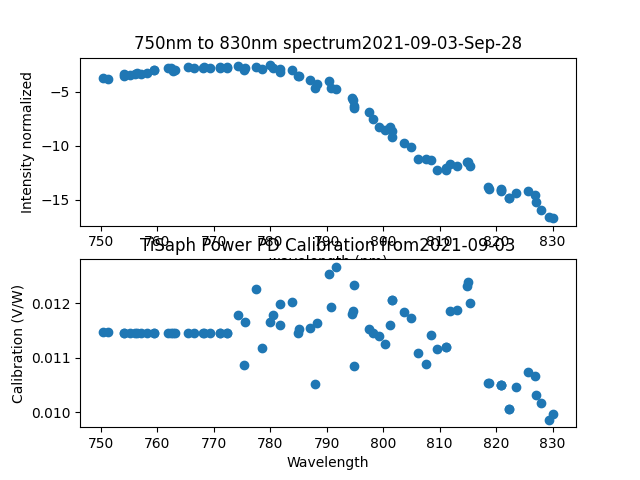 750nm to 830nm spectrum2021-09-03-Sep-28
Intensity normalized
−5
−10
−15
750 760 770 780 790 800 810 820 830
wavelength (nm)
TiSaph Power PD Calibration from2021-09-03
Calibration (V/W)
0.012
0.011
0.010
750 760 770 780 790 800 810 820 830
Wavelength